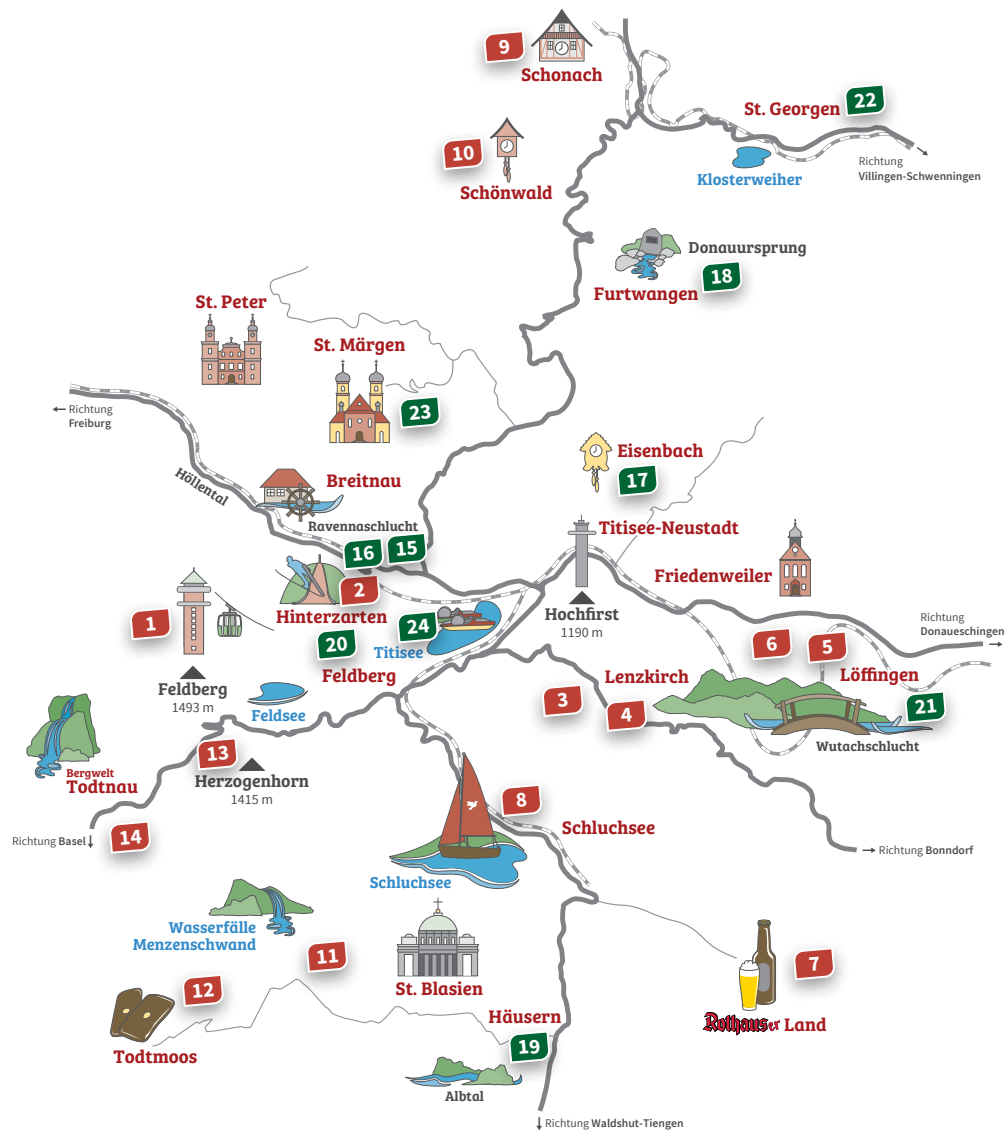 9
Schonach
St. Georgen
22
10
Schönwald
Klosterweiher
Richtung
Villingen-Schwenningen
Donauursprung
18
Furtwangen
St. Peter
St. Märgen
23
Richtung
Freiburg
Höllental
Breitnau
Ravennaschlucht
16
15
Eisenbach
17
Titisee-Neustadt
Friedenweiler
2
Hinterzarten
1
20
24
Titisee
Hochfirst
1190 m
Richtung
Donaueschingen
6
5
Löffingen
Feldberg
Feldberg
1493 m
Feldsee
Lenzkirch
3
4
21
Wutachschlucht
Bergwelt
Todtnau
13
Herzogenhorn
1415 m
Richtung Basel
14
8
Schluchsee
Schluchsee
Richtung Bonndorf
Wasserfälle
Menzenschwand
11
12
Todtmoos
St. Blasien
7
Rothauser Land
Häusern
19
Albtal
Richtung Waldshut-Tiengen